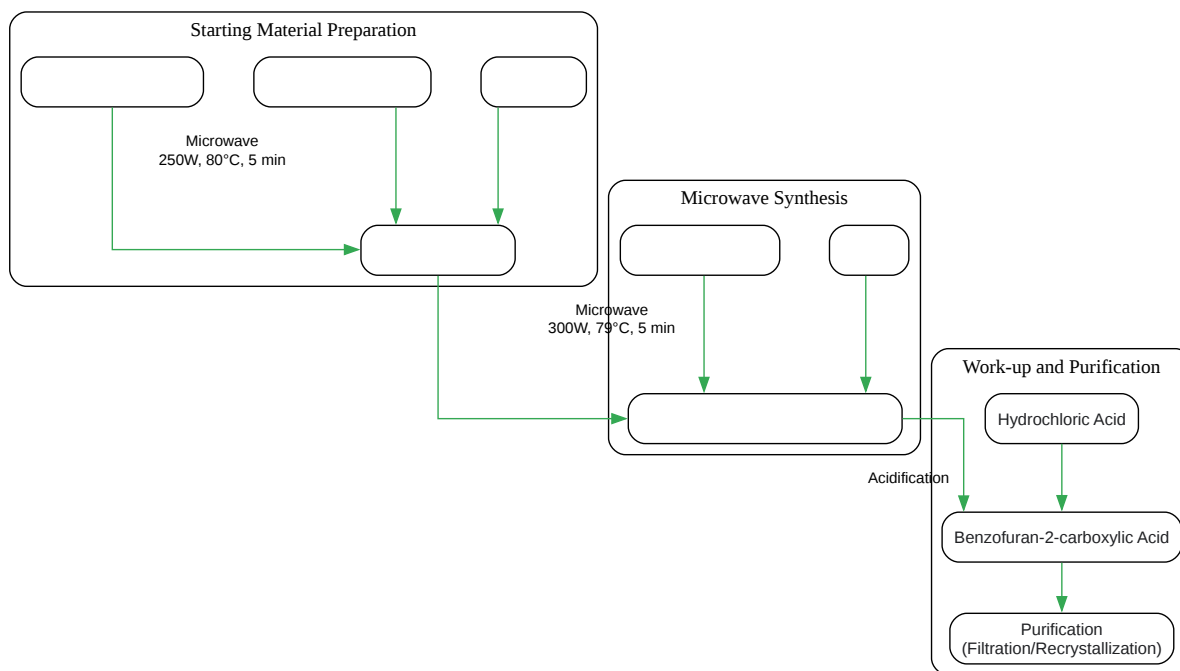 Starting Material Preparation
Microwave
250W, 80°C, 5 min
Microwave Synthesis
Microwave
300W, 79°C, 5 min
Work-up and Purification
Hydrochloric Acid
Acidification
Benzofuran-2-carboxylic Acid
Purification
(Filtration/Recrystallization)